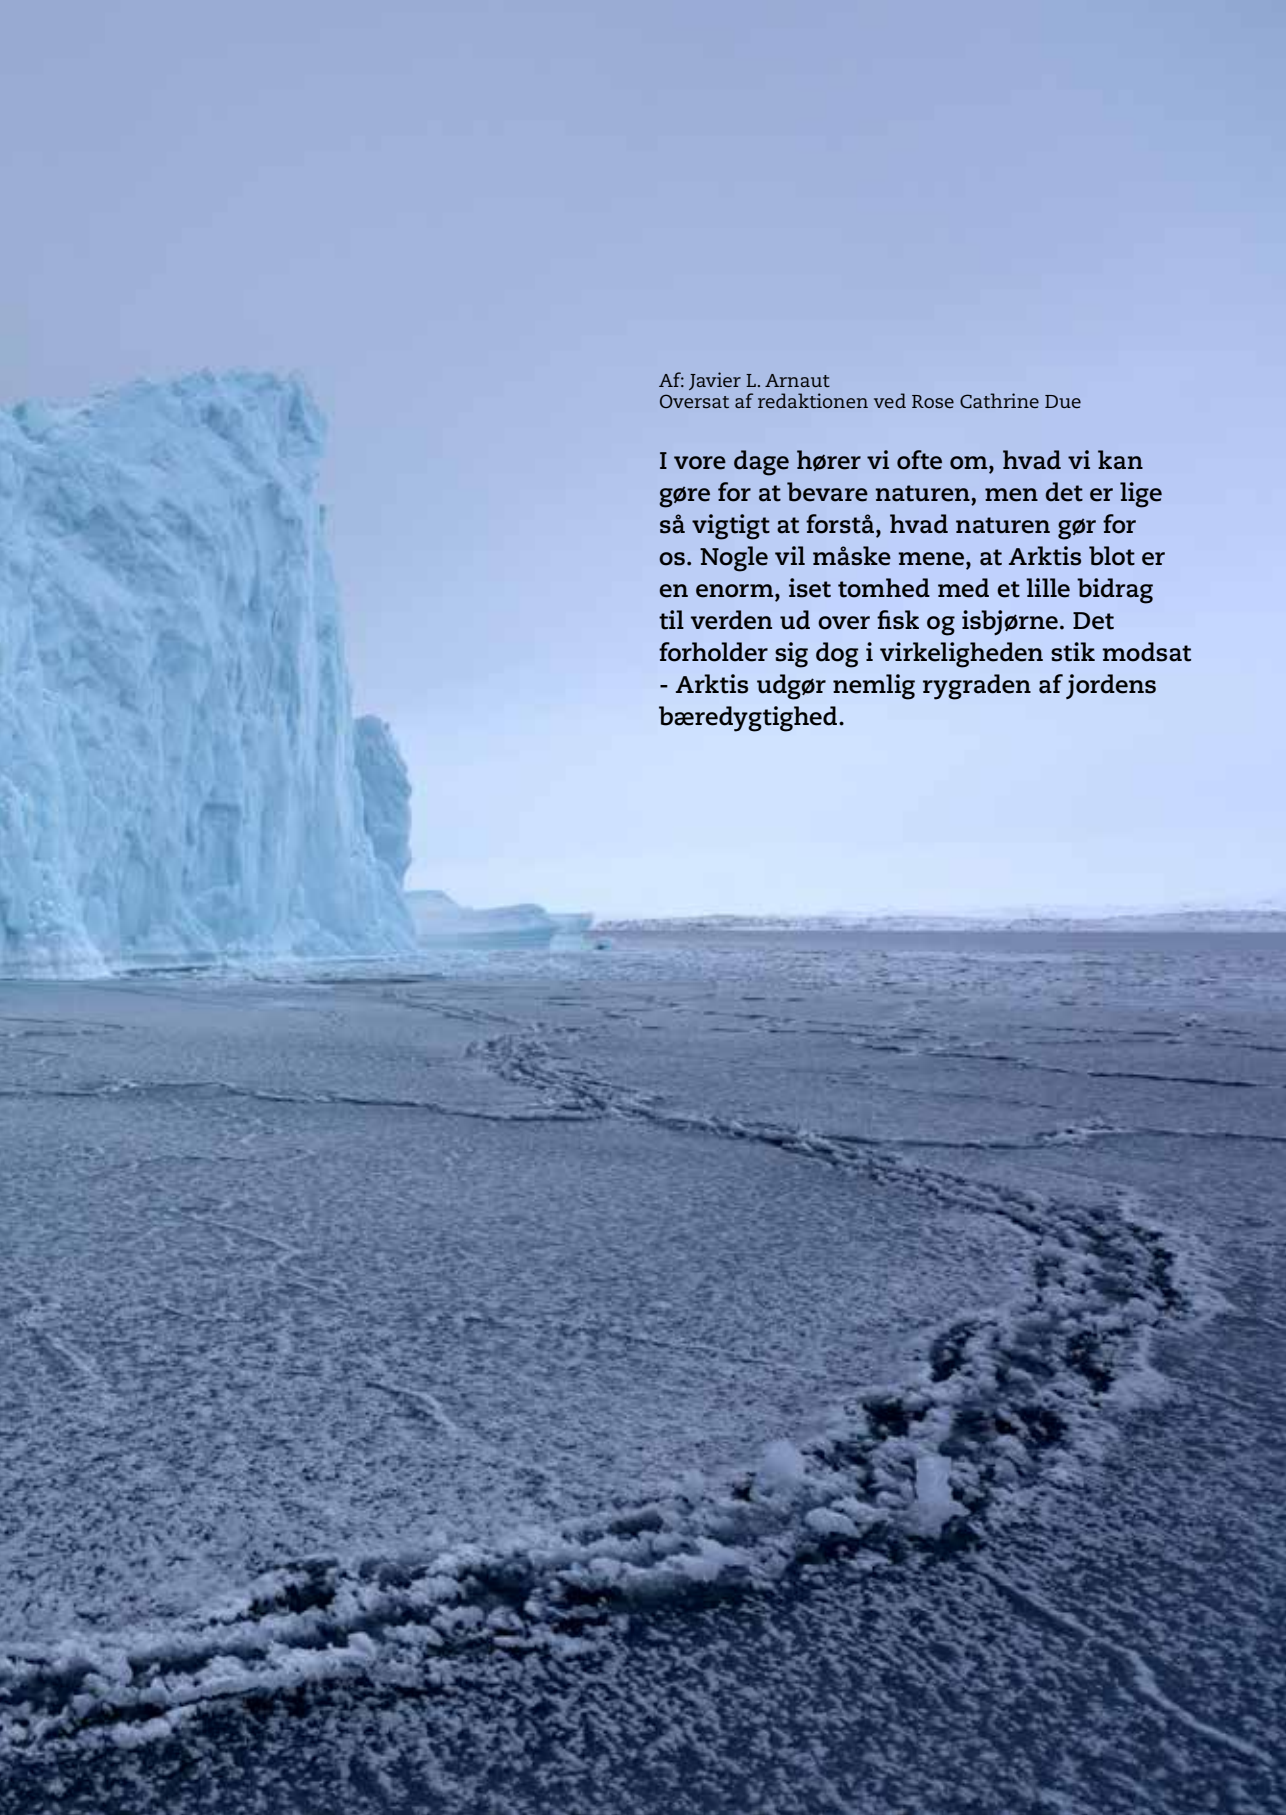 Af: Javier L. Arnaut
Oversat af redaktionen ved Rose Cathrine Due
I vore dage hører vi ofte om, hvad vi kan
gøre for at bevare naturen, men det er lige
så vigtigt at forstå, hvad naturen gør for
os. Nogle vil måske mene, at Arktis blot er
en enorm, iset tomhed med et lille bidrag
til verden ud over fisk og isbjørne. Det
forholder sig dog i virkeligheden stik modsat
- Arktis udgør nemlig rygraden af jordens
bæredygtighed.